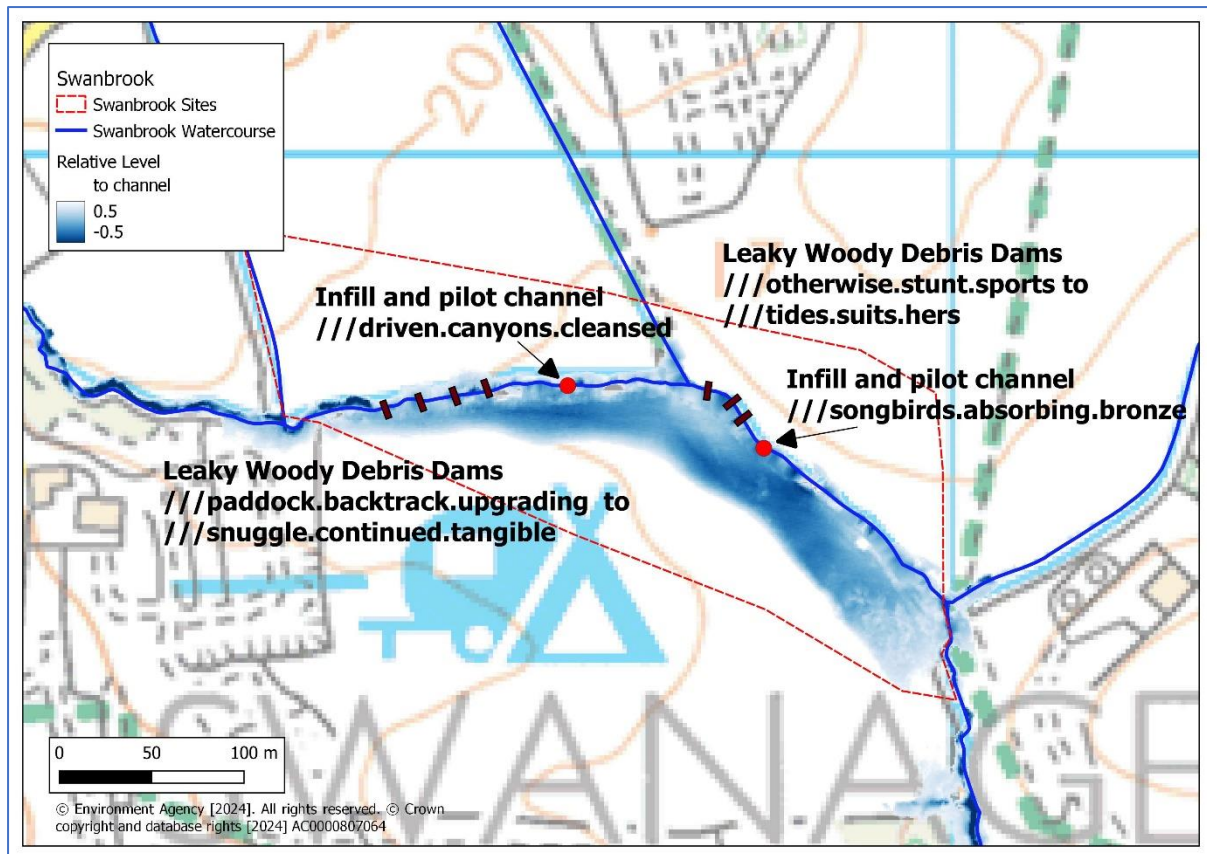 Swanbrook
Swanbrook Sites
Swanbrook Watercourse
Relative Level
to channel
0.5
-0.5
20
Leaky Woody Debris Dams
///otherwise.stunt.sports to
///tides.suits.hers
Infill and pilot channel
///driven.canyons.cleansed
Infill and pilot channel
///songbirds.absorbing.bronze
Leaky Woody Debris Dams
///paddock.backtrack.upgrading to
///snuggle.continued.tangible
SWANAGE
0 50 100 m
© Environment Agency [2024]. All rights reserved. © Crown
copyright and database rights [2024] AC0000807064